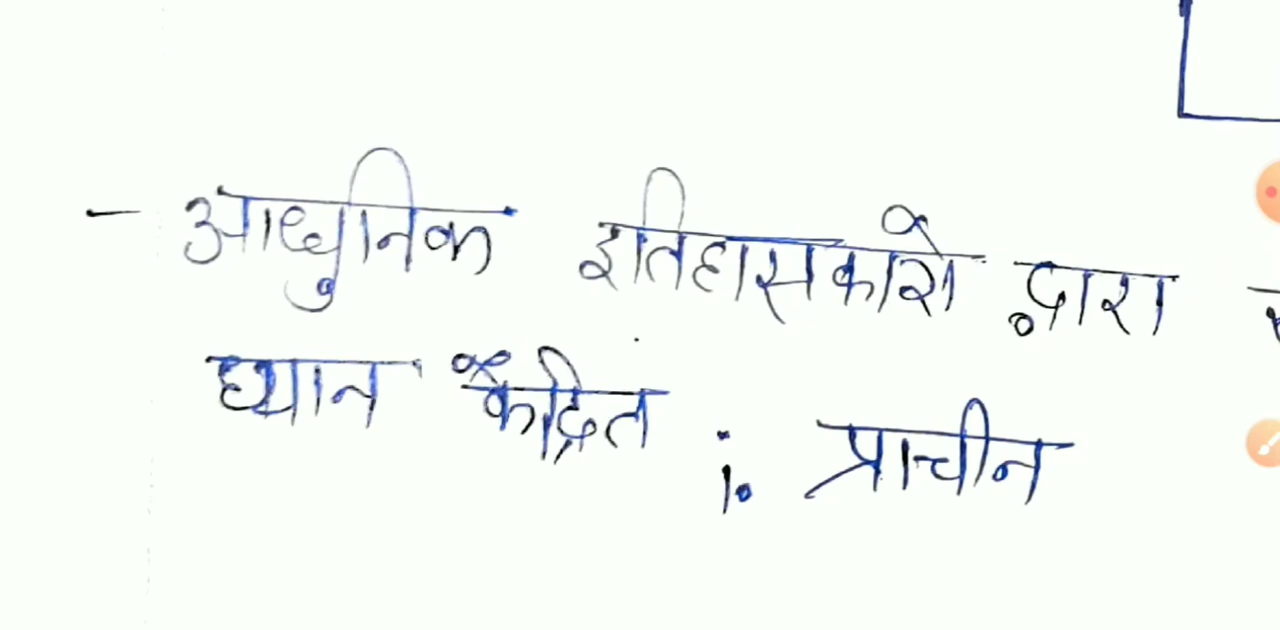 - आधुनिक इतिहासकारो द्वारा
ध्यान केंद्रित ;. प्राचीन